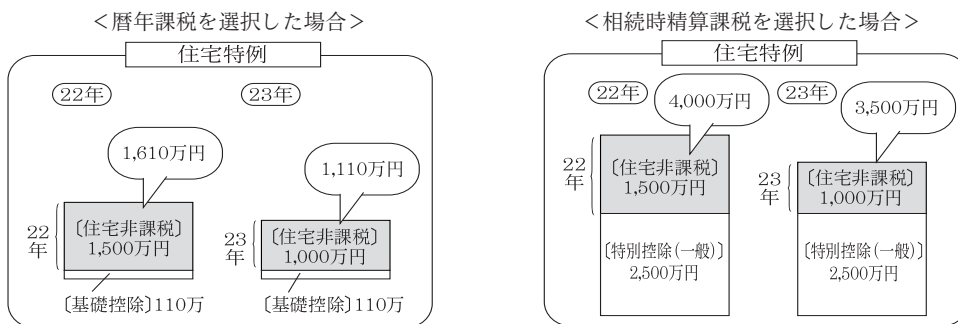 <暦年課税を選択した場合>
住宅特例
22年
23年
1,610万円
1,110万円
22年
〔住宅非課税〕
1,500万円
23年
〔住宅非課税〕
1,000万円
〔基礎控除〕110万
〔基礎控除〕110万
<相続時精算課税を選択した場合>
住宅特例
22年
4,000万円
23年
3,500万円
22年
〔住宅非課税〕
1,500万円
23年
〔住宅非課税〕
1,000万円
〔特別控除(一般)〕
2,500万円
〔特別控除(一般)〕
2,500万円